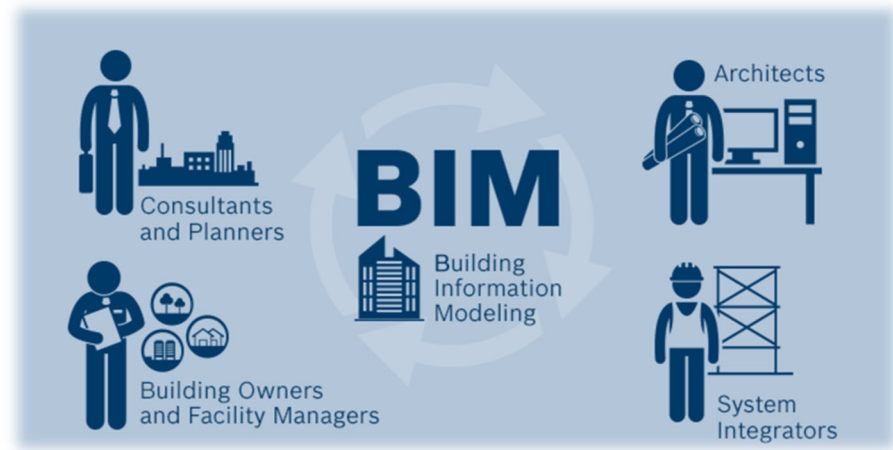 Consultants
and Planners
Architects
BIM
Building
Information
Modeling
Building Owners
and Facility Managers
System
Integrators